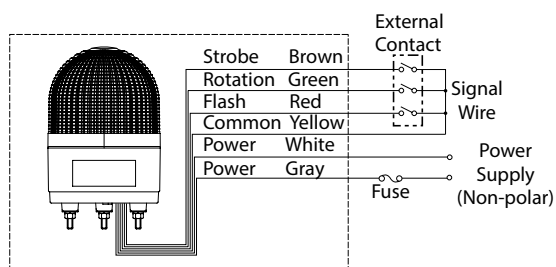 External
Contact
Strobe Brown
Rotation Green
Flash Red
Common Yellow
Power White
Power Gray
Signal
Wire
Fuse
Power
Supply
(Non-polar)